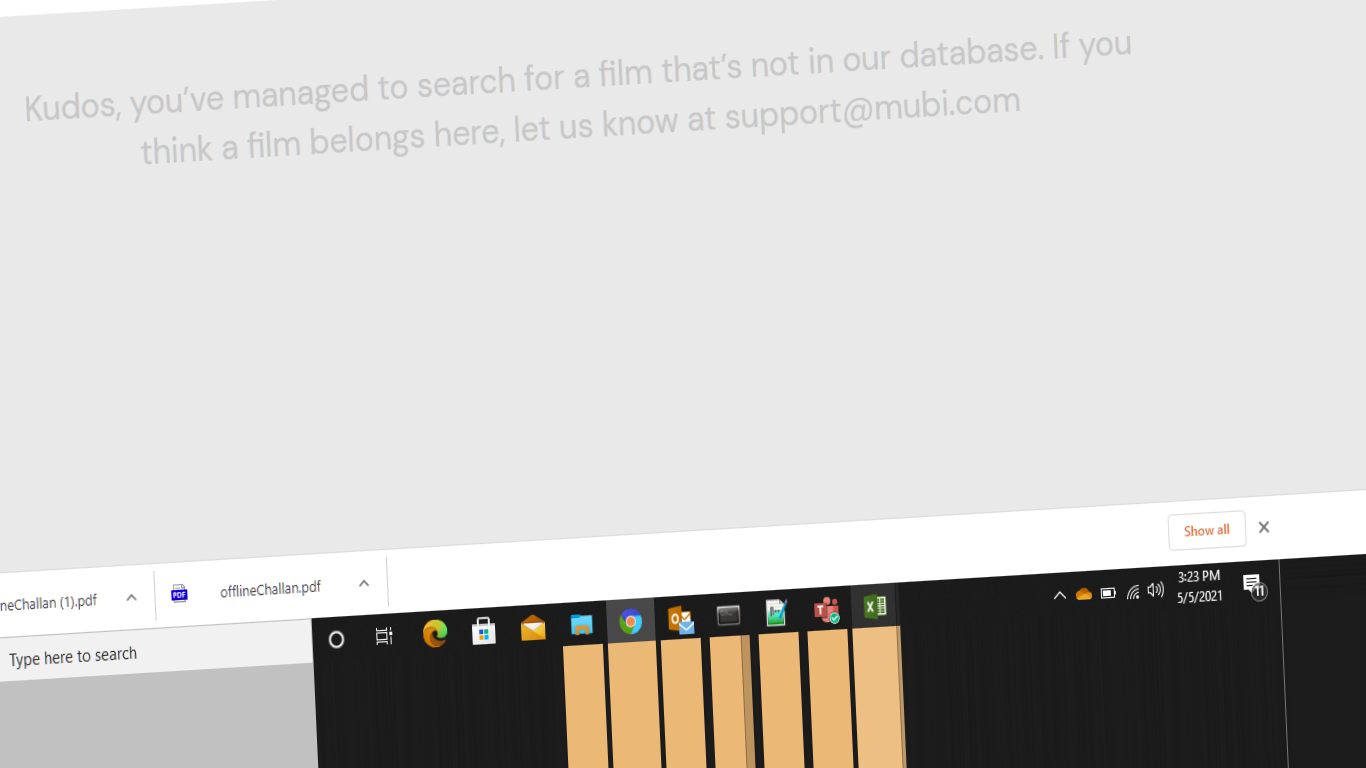 Kudos, you’ve managed to search for a film that’s not in our database. If you
think a film belongs here, let us know at support@mubi.com
neChallan (1).pdf
PDF
offlineChallan.pdf
Show all
Type here to search
3:23 PM
5/5/2021
11